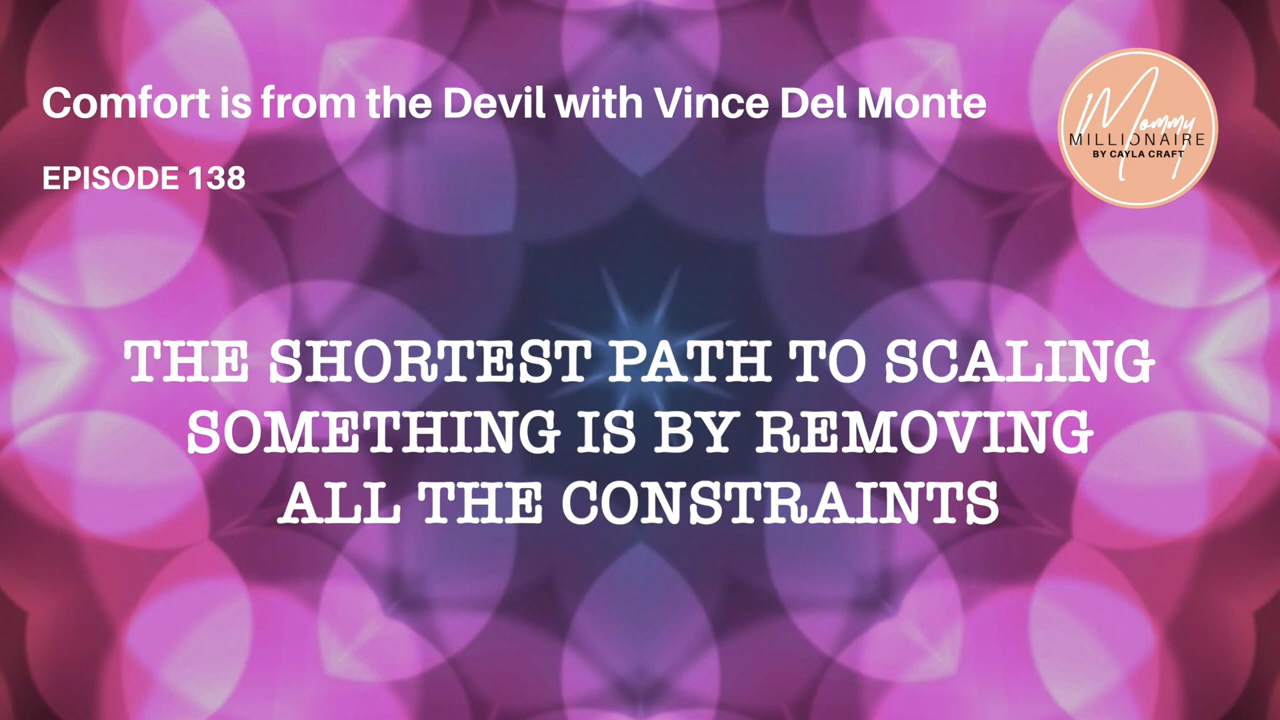 Comfort is from the Devil with Vince Del Monte
EPISODE 138
Mommy
MILLIONAIRE
BY CAYLA CRAFT
THE SHORTEST PATH TO SCALING
SOMETHING IS BY REMOVING
ALL THE CONSTRAINTS